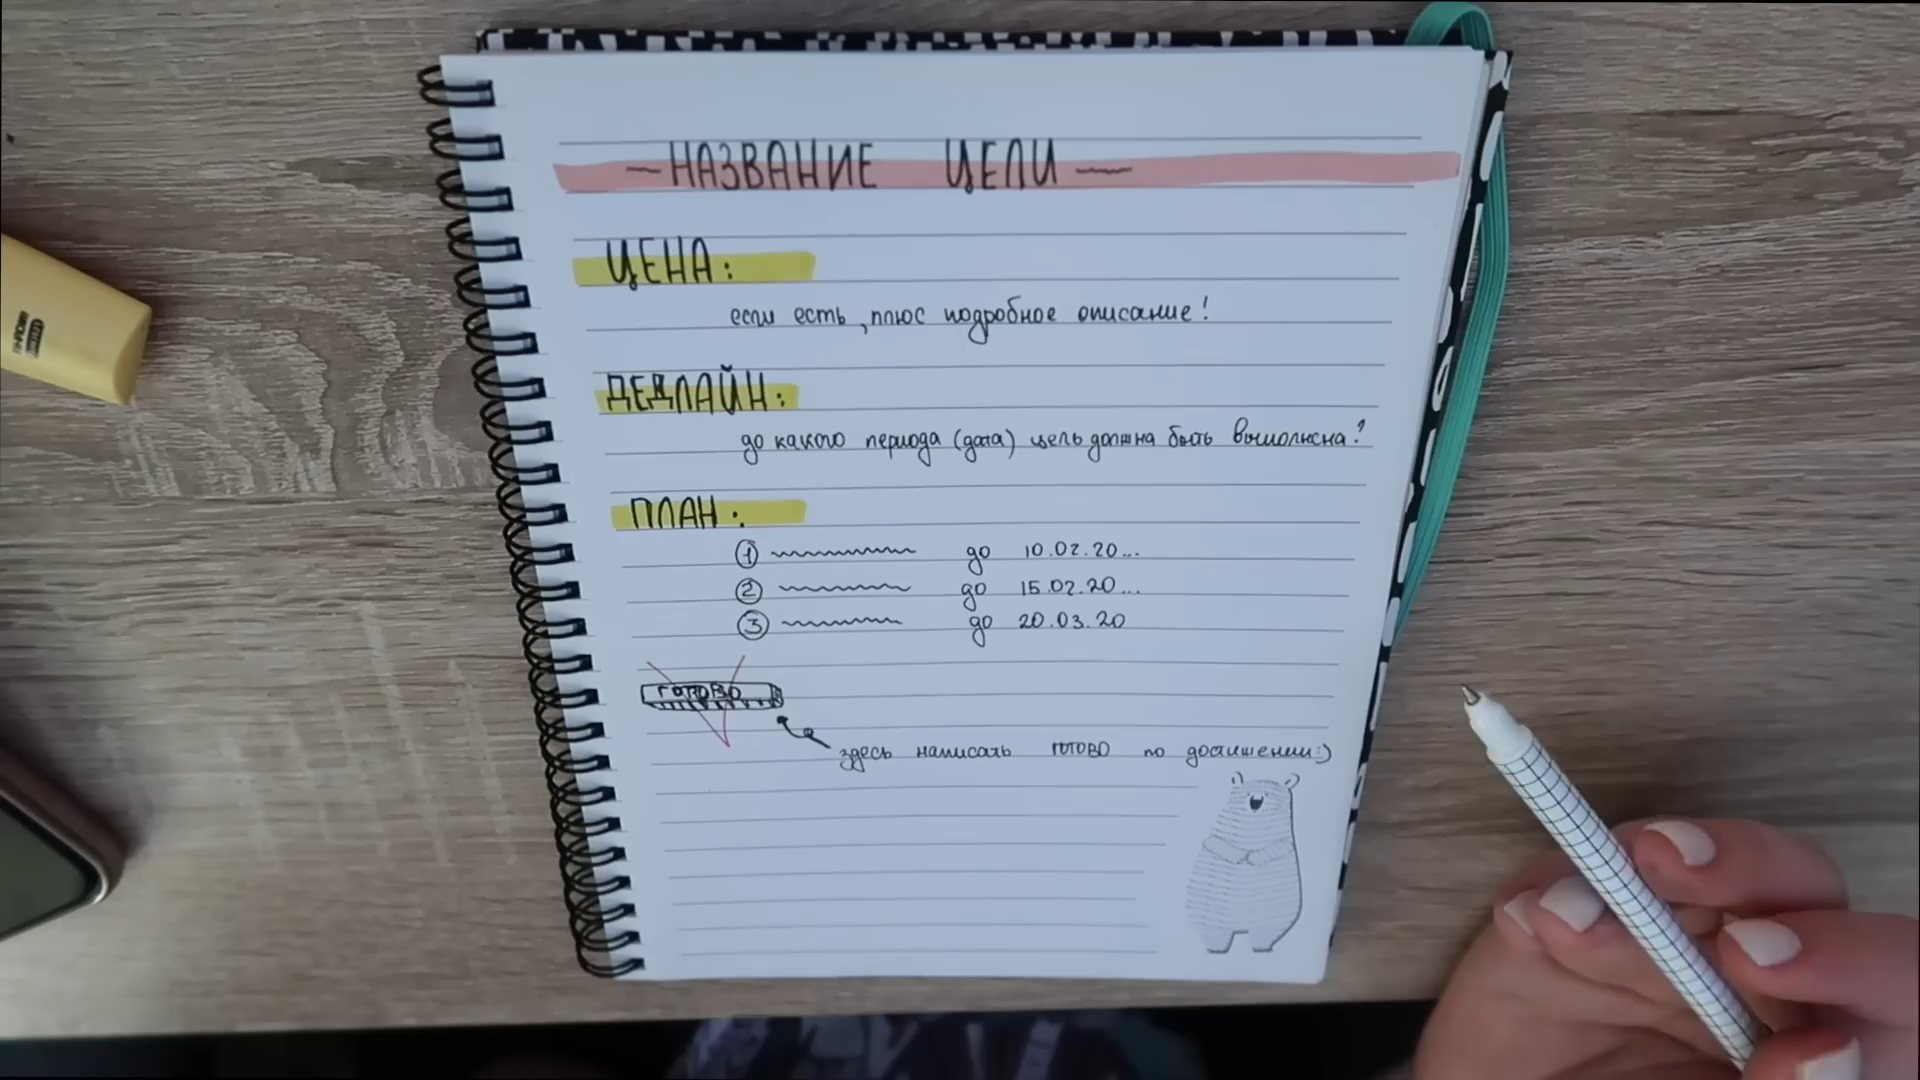 — НАЗВАНИЕ ЦЕЛИ —
ЦЕНА:
если есть, плюс подробное описание!
ДЕДЛАЙН:
до какого периода (дата) цель должна быть выполнена?
ПЛАН:
1 до 10.02.20...
2 до 15.02.20...
3 до 20.03.20
ГОТОВО
здесь написать ГОТОВО по достижении:)